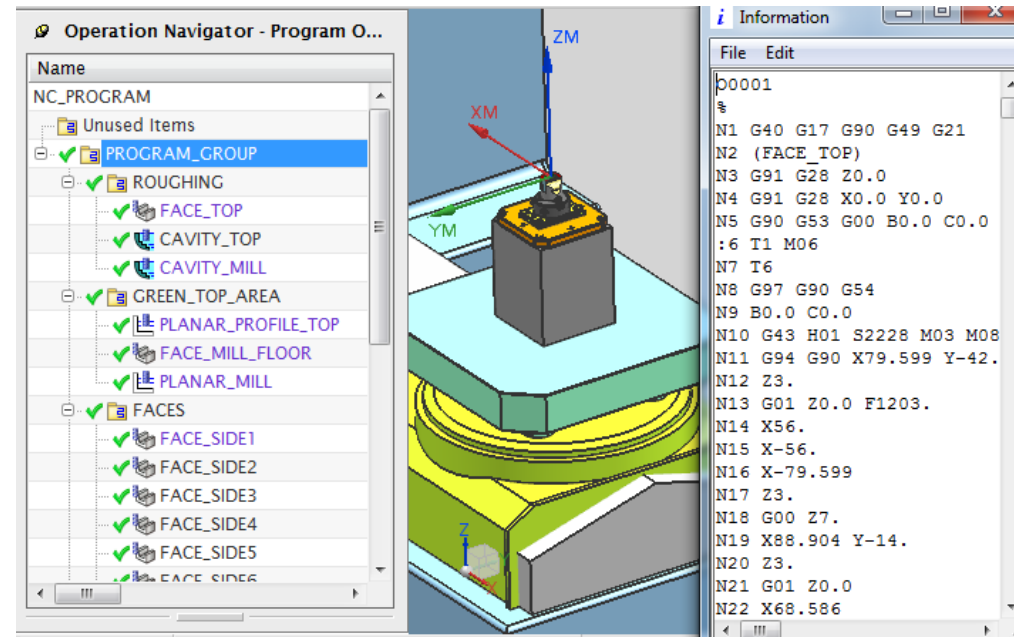 Operation Navigator - Program O...
Name
NC_PROGRAM
Unused Items
PROGRAM_GROUP
ROUGHING
FACE_TOP
CAVITY_TOP
CAVITY_MILL
GREEN_TOP_AREA
PLANAR_PROFILE_TOP
FACE_MILL_FLOOR
PLANAR_MILL
FACES
FACE_SIDE1
FACE_SIDE2
FACE_SIDE3
FACE_SIDE4
FACE_SIDE5
FACE_SIDE6
ZM
XM
YM
Z
X
i Information
File Edit
O0001
%
N1 G40 G17 G90 G49 G21
N2 (FACE_TOP)
N3 G91 G28 Z0.0
N4 G91 G28 X0.0 Y0.0
N5 G90 G53 G00 B0.0 C0.0
:6 T1 M06
N7 T6
N8 G97 G90 G54
N9 B0.0 C0.0
N10 G43 H01 S2228 M03 M08
N11 G94 G90 X79.599 Y-42.
N12 Z3.
N13 G01 Z0.0 F1203.
N14 X56.
N15 X-56.
N16 X-79.599
N17 Z3.
N18 G00 Z7.
N19 X88.904 Y-14.
N20 Z3.
N21 G01 Z0.0
N22 X68.586